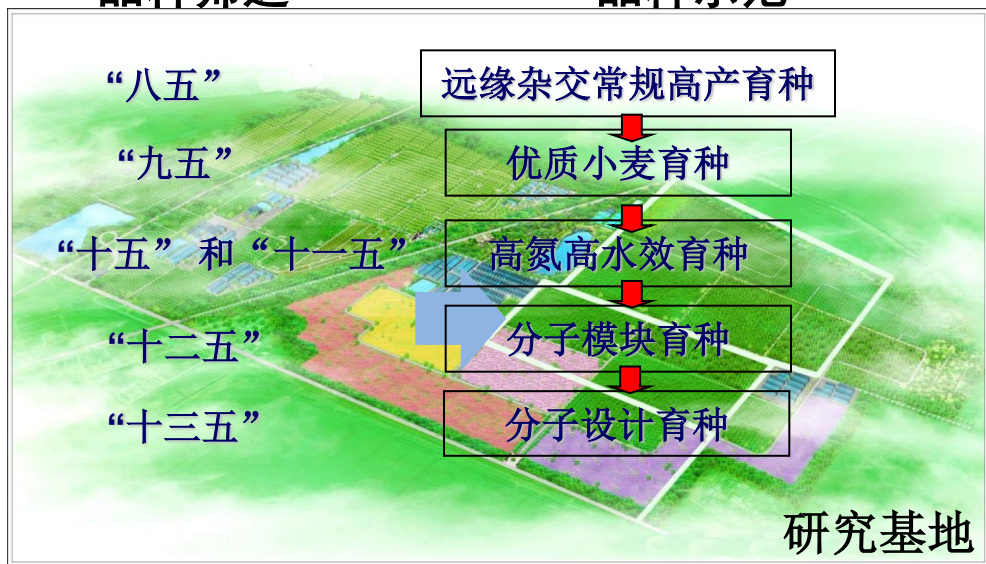 “八五” 远缘杂交常规高产育种
“九五” 优质小麦育种
“十五” 和“十一五” 高氮高水效育种
“十二五” 分子模块育种
“十三五” 分子设计育种
研究基地